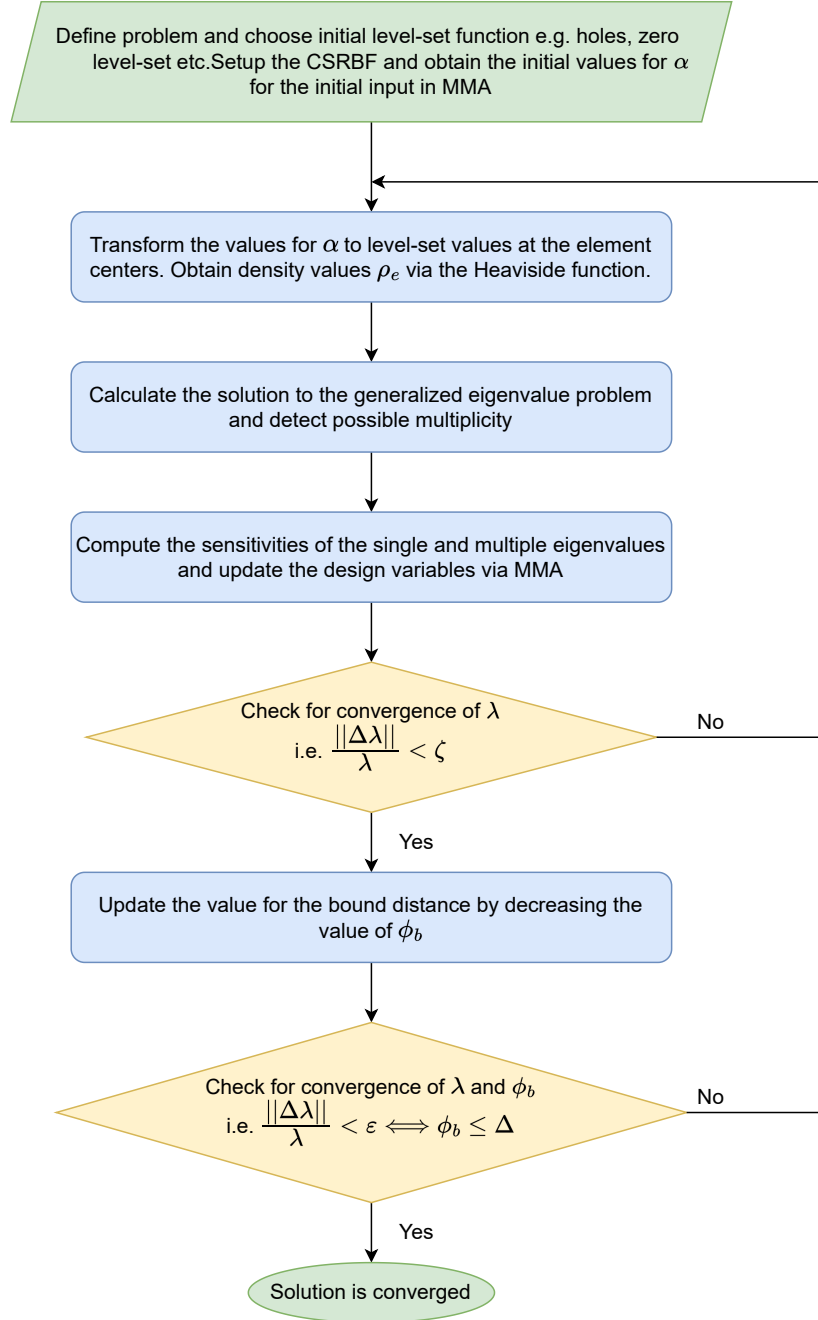 Define problem and choose initial level-set function e.g. holes, zero
level-set etc.Setup the CSRBF and obtain the initial values for α
for the initial input in MMA
Transform the values for α to level-set values at the element
centers. Obtain density values ρ_e via the Heaviside function.
Calculate the solution to the generalized eigenvalue problem
and detect possible multiplicity
Compute the sensitivities of the single and multiple eigenvalues
and update the design variables via MMA
Check for convergence of λ
i.e. ||Δλ||/λ < ζ
No
Yes
Update the value for the bound distance by decreasing the
value of ϕ_b
Check for convergence of λ and ϕ_b
i.e. ||Δλ||/λ < ε ⟺ ϕ_b ≤ Δ
No
Yes
Solution is converged